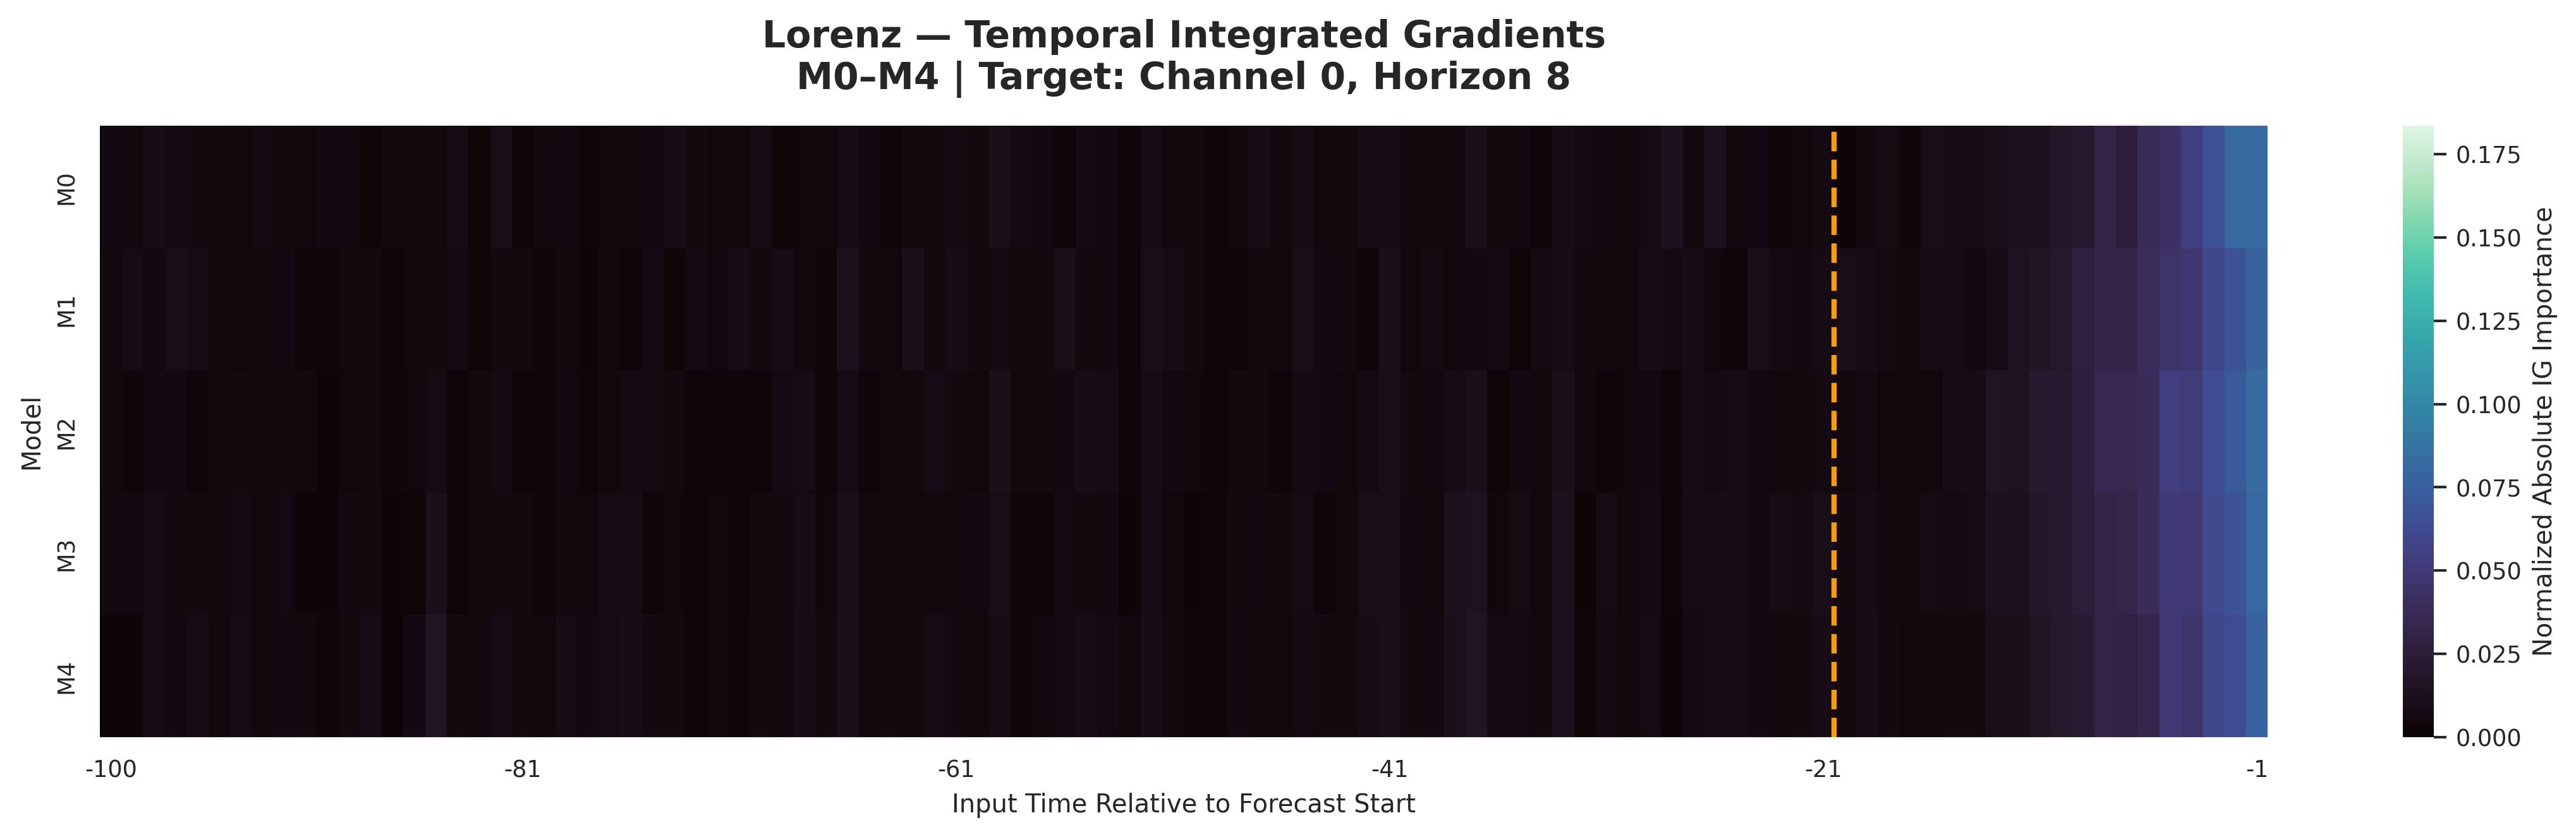 Lorenz — Temporal Integrated Gradients
M0–M4 | Target: Channel 0, Horizon 8
Model
M0
M1
M2
M3
M4
-100
-81
-61
-41
-21
-1
Input Time Relative to Forecast Start
0.175
0.150
0.125
0.100
0.075
0.050
0.025
0.000
Normalized Absolute IG Importance